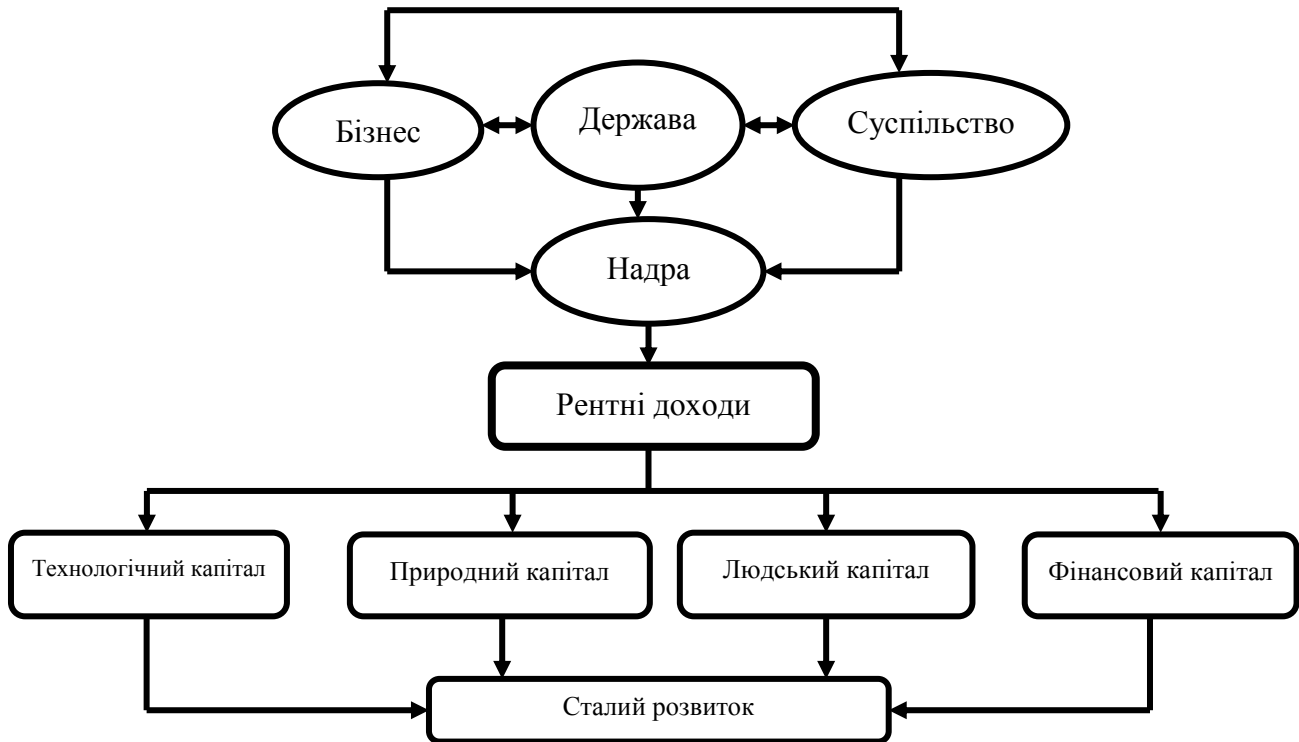 Бізнес
Держава
Суспільство
Надра
Рентні доходи
Технологічний капітал
Природний капітал
Людський капітал
Фінансовий капітал
Сталий розвиток